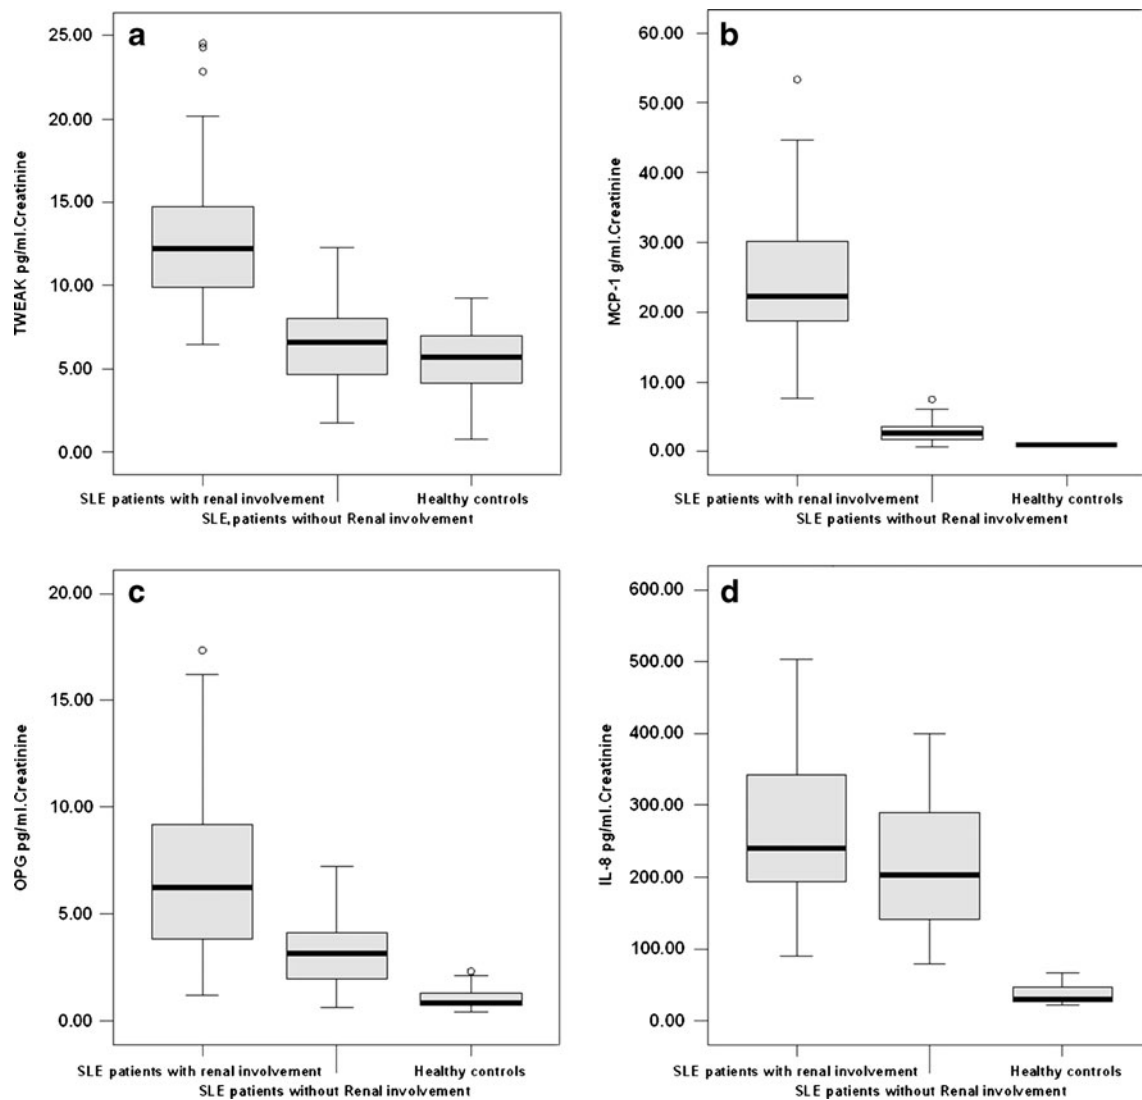 a
25.00
20.00
15.00
10.00
5.00
0.00
TWEAK pg/ml.Creatinine
SLE patients with renal involvement
Healthy controls
SLE, patients without Renal involvement
b
60.00
50.00
40.00
30.00
20.00
10.00
0.00
MCP-1 g/ml.Creatinine
SLE patients with renal involvement
Healthy controls
SLE patients without Renal involvement
c
20.00
15.00
10.00
5.00
0.00
OPG pg/ml.Creatinine
SLE patients with renal involvement
Healthy controls
SLE patients without Renal involvement
d
600.00
500.00
400.00
300.00
200.00
100.00
0.00
IL-8 pg/ml.Creatinine
SLE patients with renal involvement
Healthy controls
SLE patients without Renal involvement